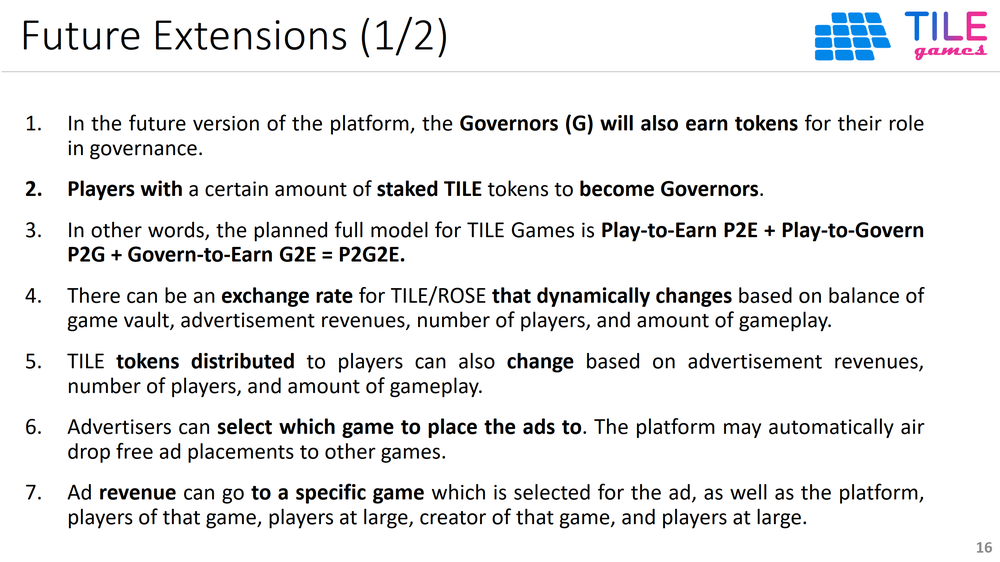 Future Extensions (1/2)
TILE
games
1. In the future version of the platform, the Governors (G) will also earn tokens for their role
in governance.
2. Players with a certain amount of staked TILE tokens to become Governors.
3. In other words, the planned full model for TILE Games is Play-to-Earn P2E + Play-to-Govern
P2G + Govern-to-Earn G2E = P2G2E.
4. There can be an exchange rate for TILE/ROSE that dynamically changes based on balance of
game vault, advertisement revenues, number of players, and amount of gameplay.
5. TILE tokens distributed to players can also change based on advertisement revenues,
number of players, and amount of gameplay.
6. Advertisers can select which game to place the ads to. The platform may automatically air
drop free ad placements to other games.
7. Ad revenue can go to a specific game which is selected for the ad, as well as the platform,
players of that game, players at large, creator of that game, and players at large.
16